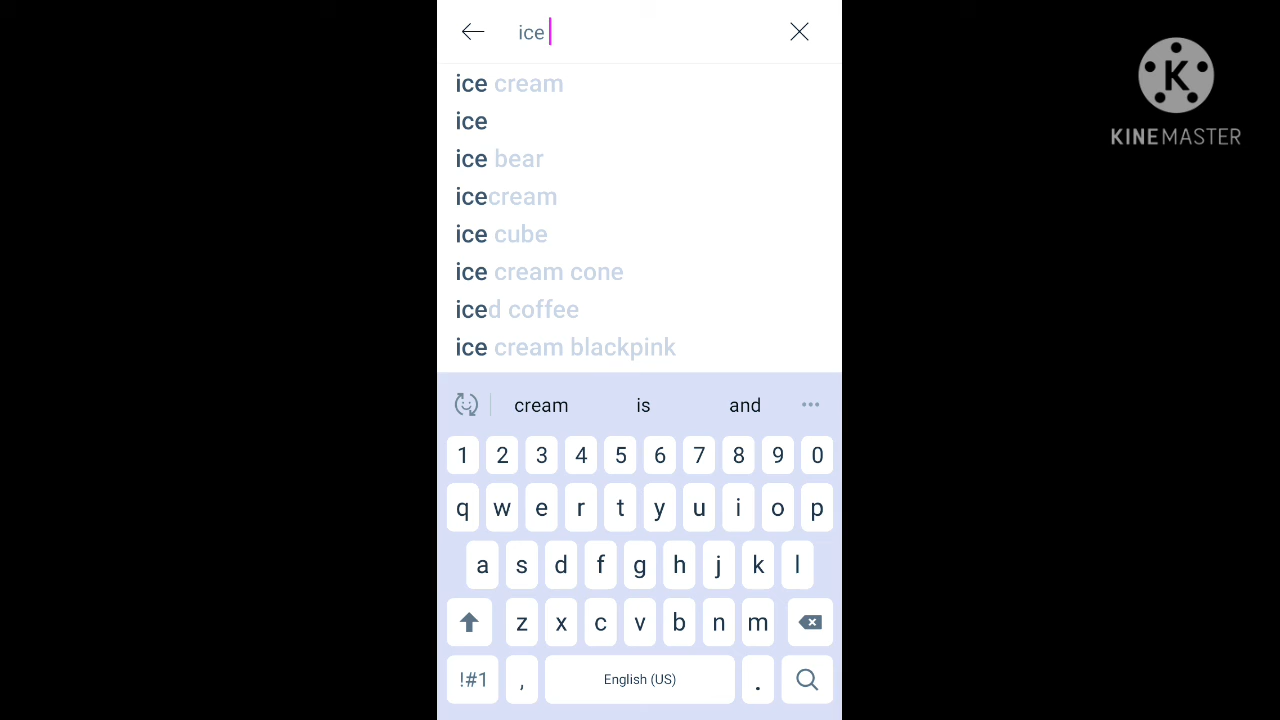 ice
ice cream
ice
ice bear
icecream
ice cube
ice cream cone
iced coffee
ice cream blackpink
cream is and
1 2 3 4 5 6 7 8 9 0
q w e r t y u i o p
a s d f g h j k l
z x c v b n m
!#1 , English (US) .
K
KINEMASTER